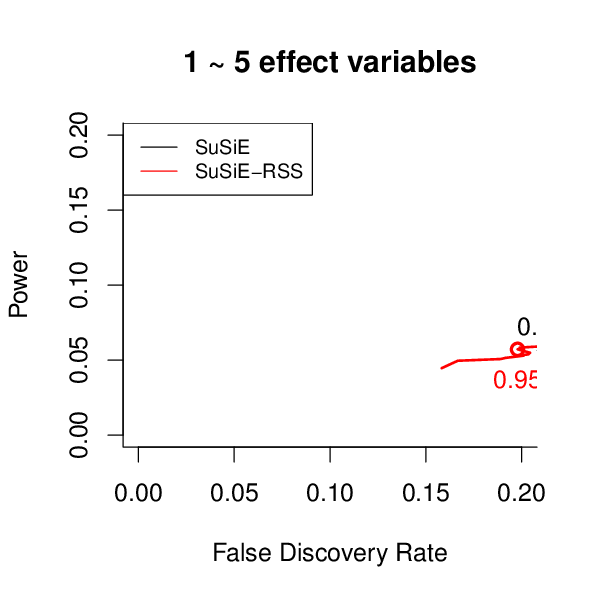 1 ~ 5 effect variables
SuSiE
SuSiE−RSS
Power
0.20
0.15
0.10
0.05
0.00
0.
0.95
0.00 0.05 0.10 0.15 0.20
False Discovery Rate